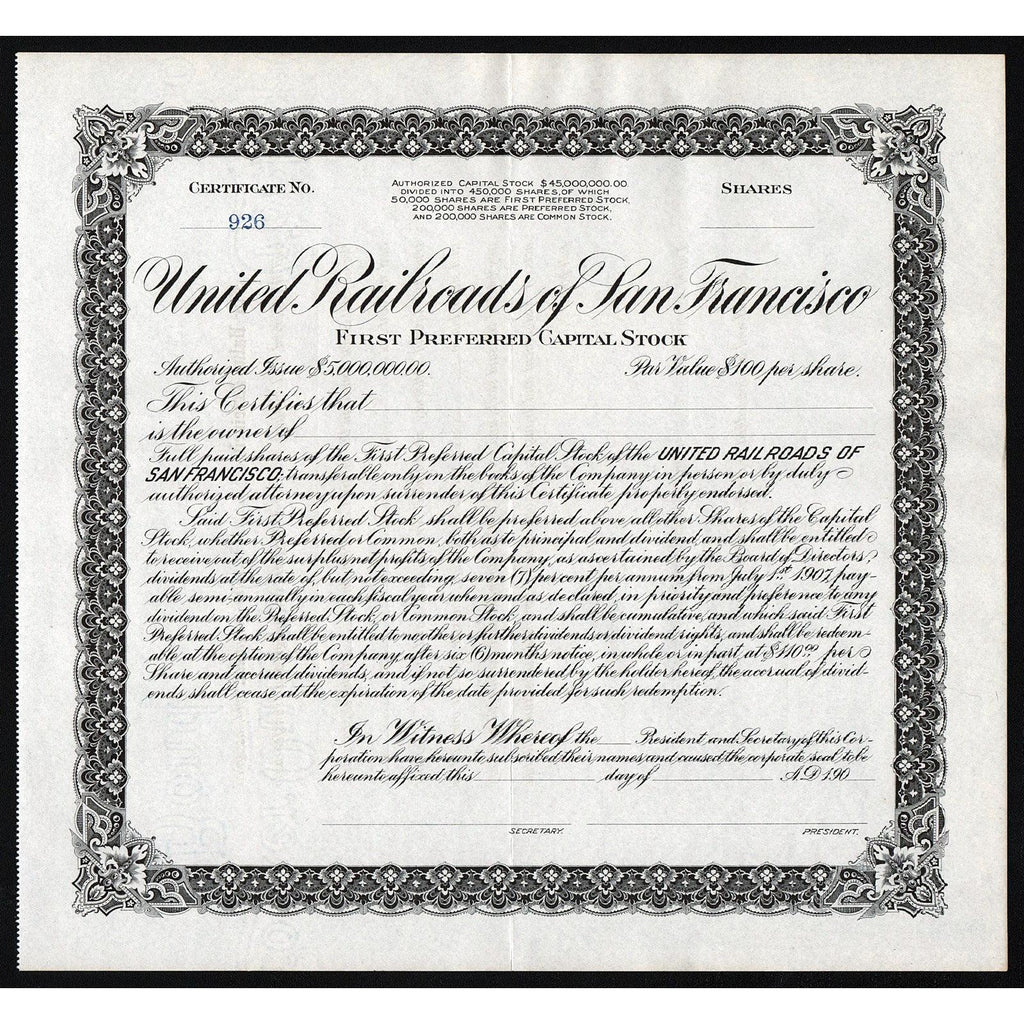 CERTIFICATE NO.
926
AUTHORIZED CAPITAL STOCK $45,000,000.00
DIVIDED INTO 450,000 SHARES, OF WHICH
50,000 SHARES ARE FIRST PREFERRED STOCK,
200,000 SHARES ARE PREFERRED STOCK,
AND 200,000 SHARES ARE COMMON STOCK.
SHARES
United Railroads of San Francisco
FIRST PREFERRED CAPITAL STOCK
Authorized Issue $5,000,000.00.
Par Value $100 per share.
This Certifies that
is the owner of
Full paid shares of the First Preferred Capital Stock of the UNITED RAILROADS OF
SAN FRANCISCO; transferable only on the books of the Company in person or by duly
authorized attorney upon surrender of this Certificate properly endorsed.
Said First Preferred Stock shall be preferred above all other Shares of the Capital
Stock, whether Preferred or Common, both as to principal and dividend, and shall be entitled
to receive out of the surplus net profits of the Company, as ascertained by the Board of Directors,
dividends at the rate of, but not exceeding, seven (7) per cent per annum from July 1st 1907, pay-
able semi-annually in each fiscal year when and as declared, in priority and preference to any
dividend on the Preferred Stock, or Common Stock, and shall be cumulative, and which said First
Preferred Stock shall be entitled to no other or further dividends or dividend rights, and shall be redeem-
able, at the option of the Company, after six (6) months notice, in whole or in part at $110.00 per
Share and accrued dividends, and if not so surrendered by the holder hereof, the accrual of divid-
ends shall cease at the expiration of the date provided for such redemption.
In Witness Whereof the President and Secretary of this Cor-
poration have hereunto subscribed their names and caused the corporate seal to be
hereunto affixed this day of A.D. 190
SECRETARY.
PRESIDENT.